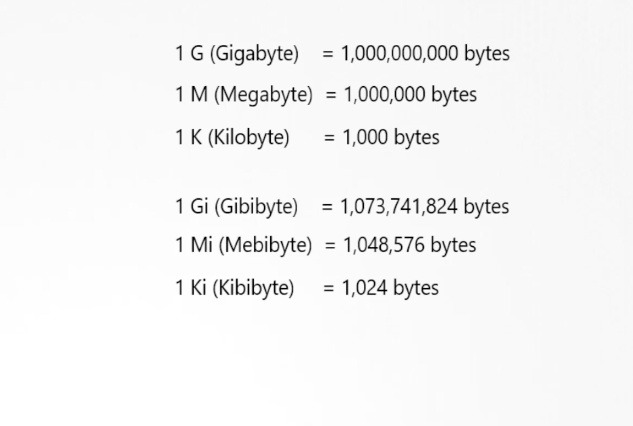 1 G (Gigabyte) = 1,000,000,000 bytes
1 M (Megabyte) = 1,000,000 bytes
1 K (Kilobyte) = 1,000 bytes
1 Gi (Gibibyte) = 1,073,741,824 bytes
1 Mi (Mebibyte) = 1,048,576 bytes
1 Ki (Kibibyte) = 1,024 bytes